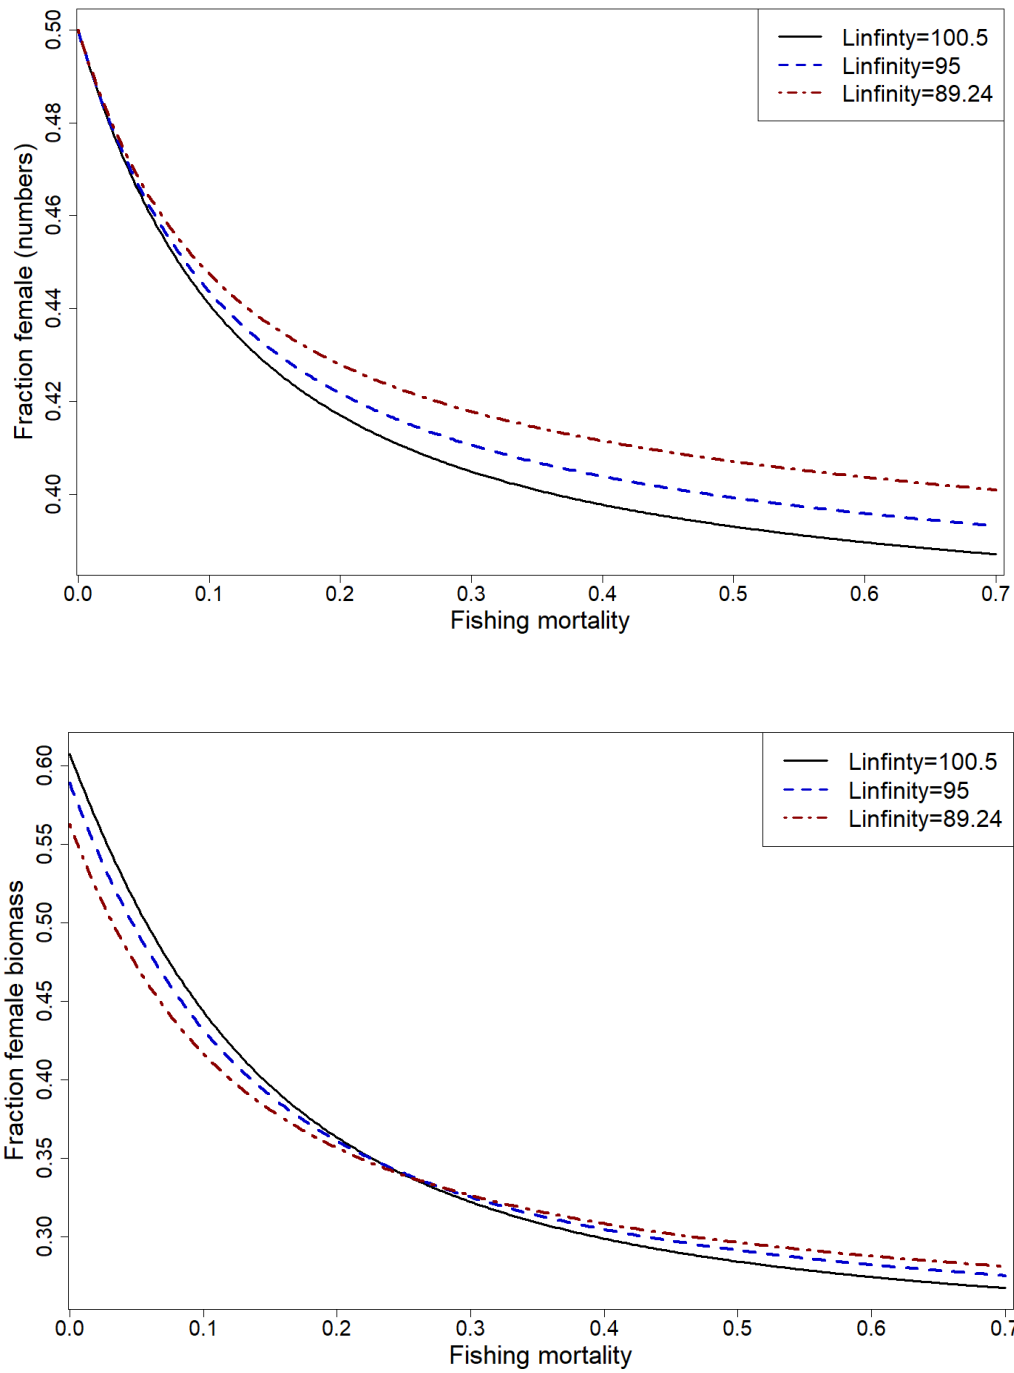 Linfinty=100.5
Linfinity=95
Linfinity=89.24
Fraction female (numbers)
0.50
0.48
0.46
0.44
0.42
0.40
0.0 0.1 0.2 0.3 0.4 0.5 0.6 0.7
Fishing mortality
Linfinty=100.5
Linfinity=95
Linfinity=89.24
Fraction female biomass
0.60
0.55
0.50
0.45
0.40
0.35
0.30
0.0 0.1 0.2 0.3 0.4 0.5 0.6 0.7
Fishing mortality